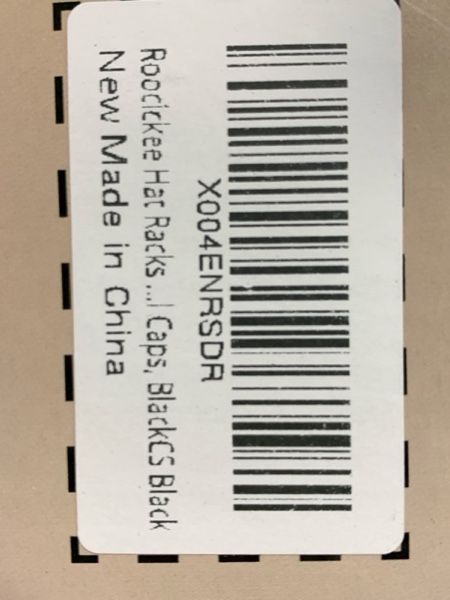 X004ENRSDR
Roocickee Hat Racks ...l Caps, BlackCS Black
New Made in China